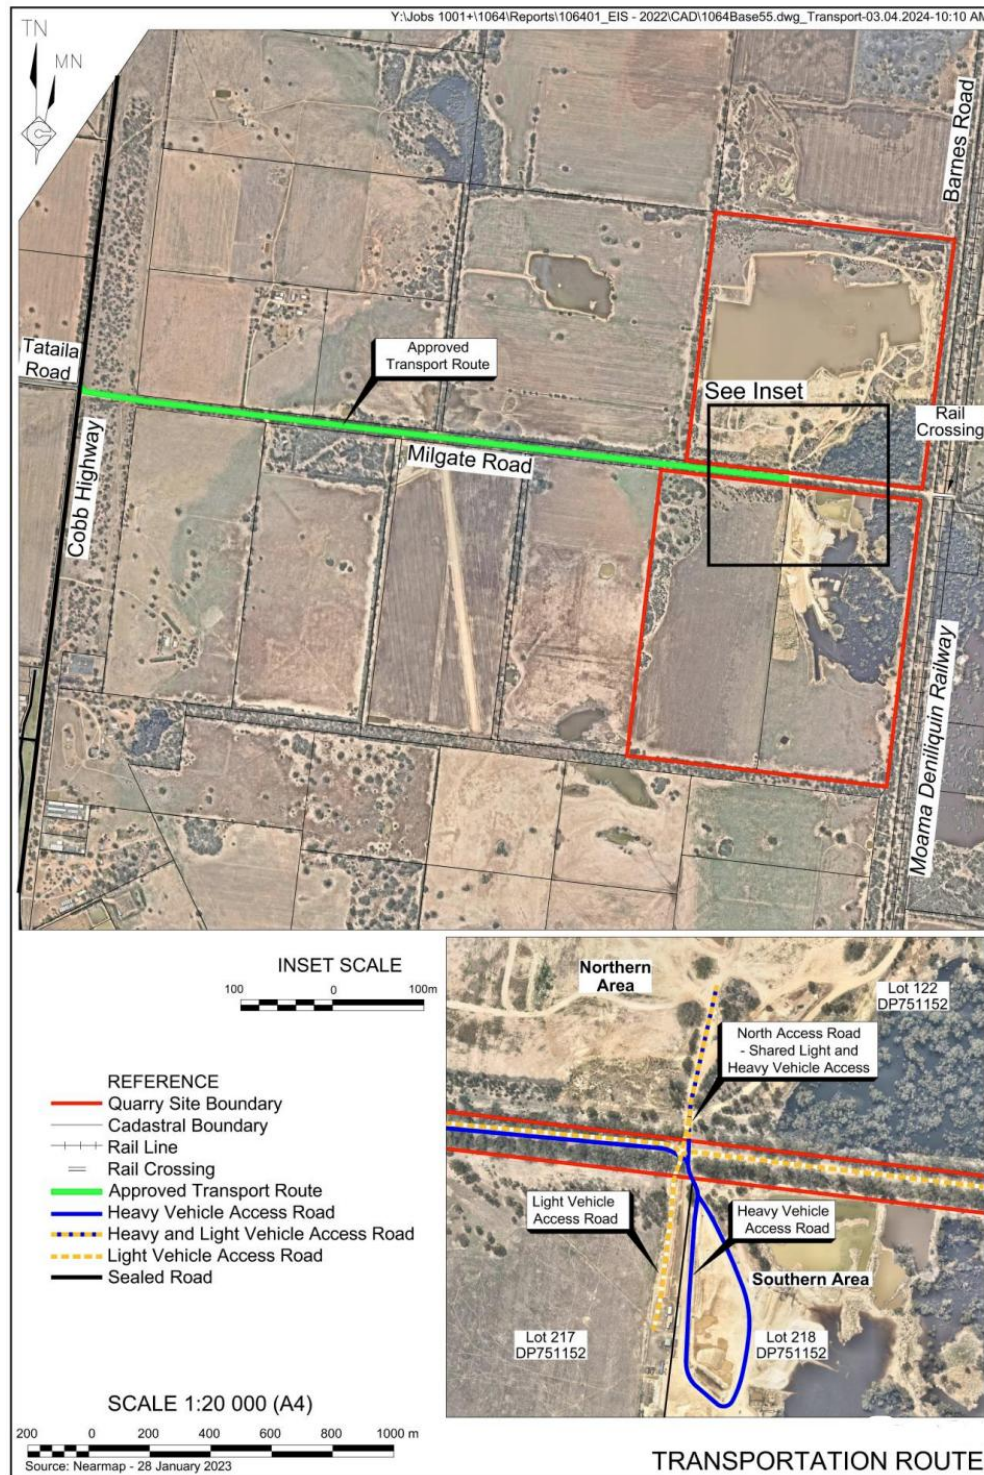 Y:\Jobs 1001+\1064\Reports\106401_EIS - 2022\CAD\1064Base55.dwg_Transport-03.04.2024-10:10 AM
TN
MN
Barnes Road
Tataila
Road
Approved
Transport Route
See Inset
Rail
Crossing
Milgate Road
Cobb Highway
Moama Deniliquin Railway
INSET SCALE
100 0 100m
REFERENCE
Quarry Site Boundary
Cadastral Boundary
Rail Line
Rail Crossing
Approved Transport Route
Heavy Vehicle Access Road
Heavy and Light Vehicle Access Road
Light Vehicle Access Road
Sealed Road
SCALE 1:20 000 (A4)
200 0 200 400 600 800 1000 m
Source: Nearmap - 28 January 2023
Northern
Area
Lot 122
DP751152
North Access Road
- Shared Light and
Heavy Vehicle Access
Light Vehicle
Access Road
Heavy Vehicle
Access Road
Southern Area
Lot 217
DP751152
Lot 218
DP751152
TRANSPORTATION ROUTE